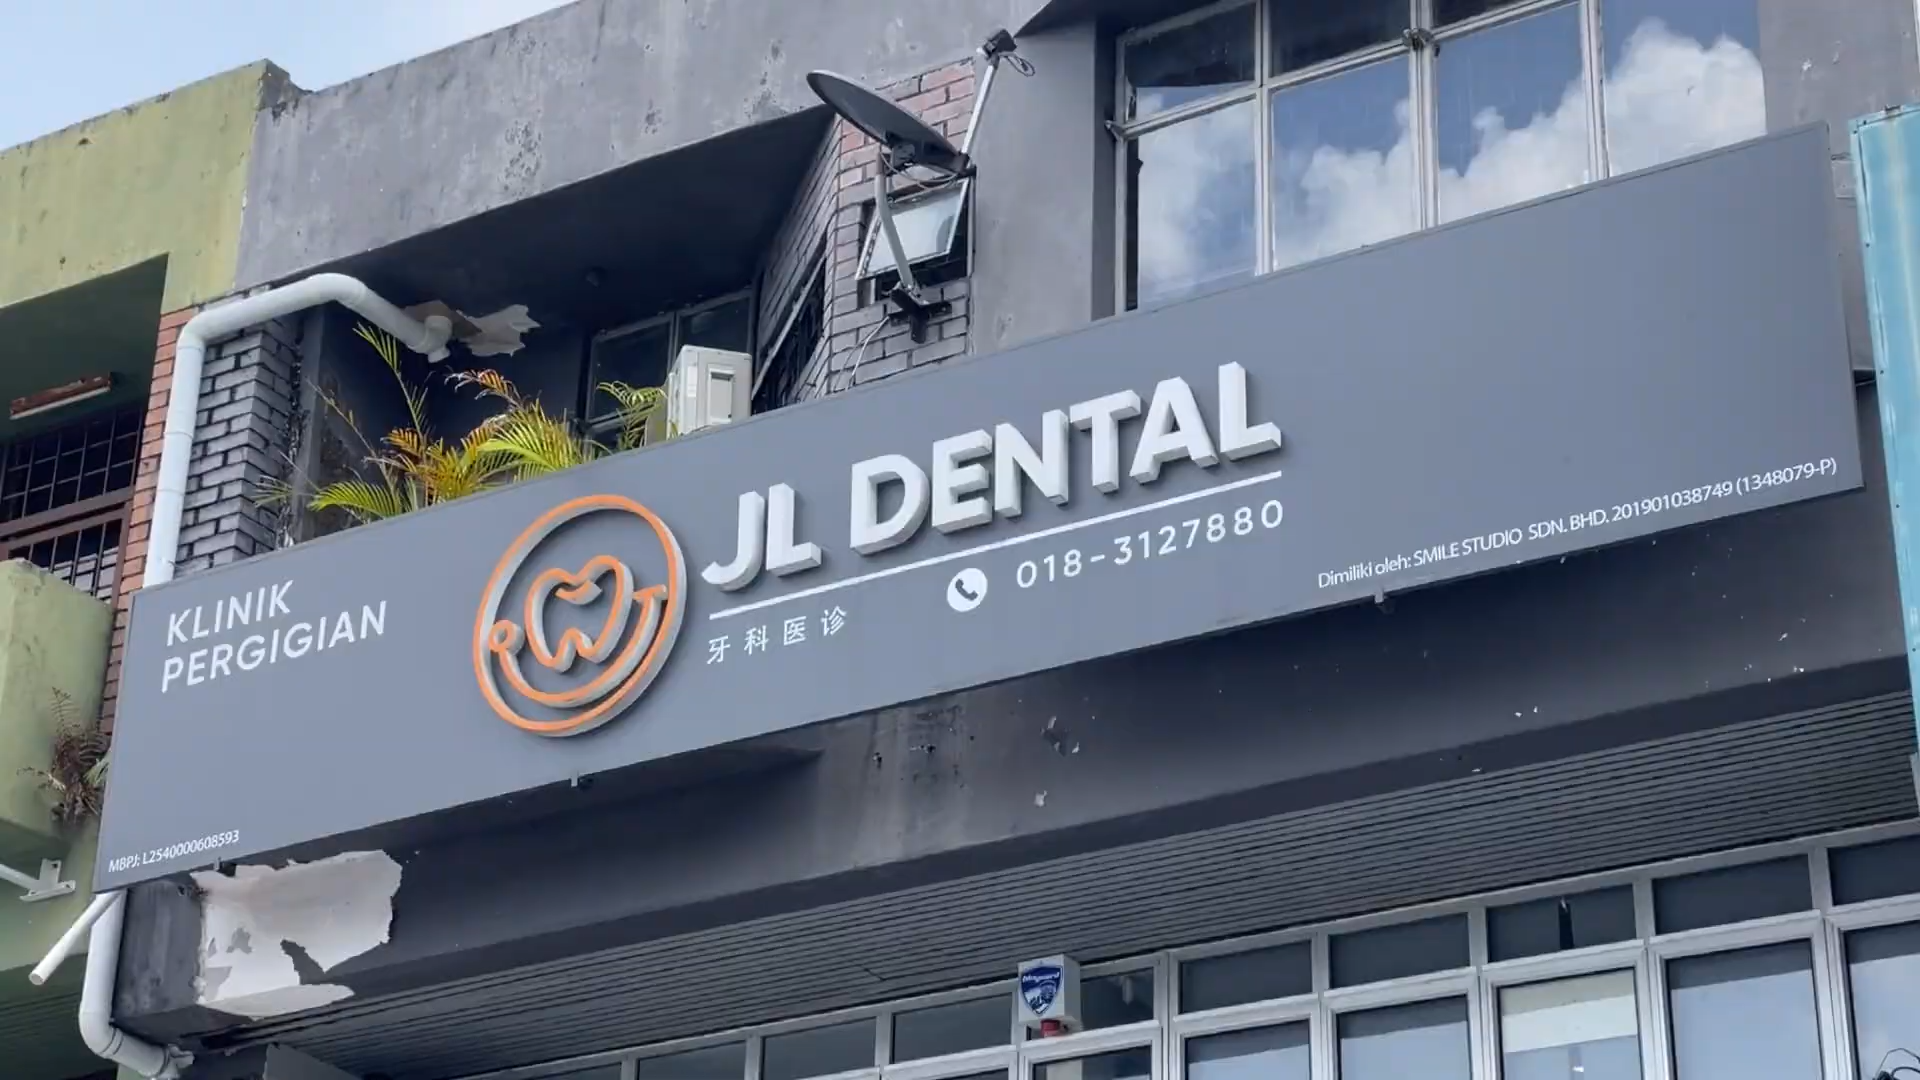 KLINIK
PERGIGIAN
JL DENTAL
牙科医诊
018-3127880
Dimiliki oleh: SMILE STUDIO SDN. BHD. 201901038749 (1348079-P)
MBPJ: L2540000608593